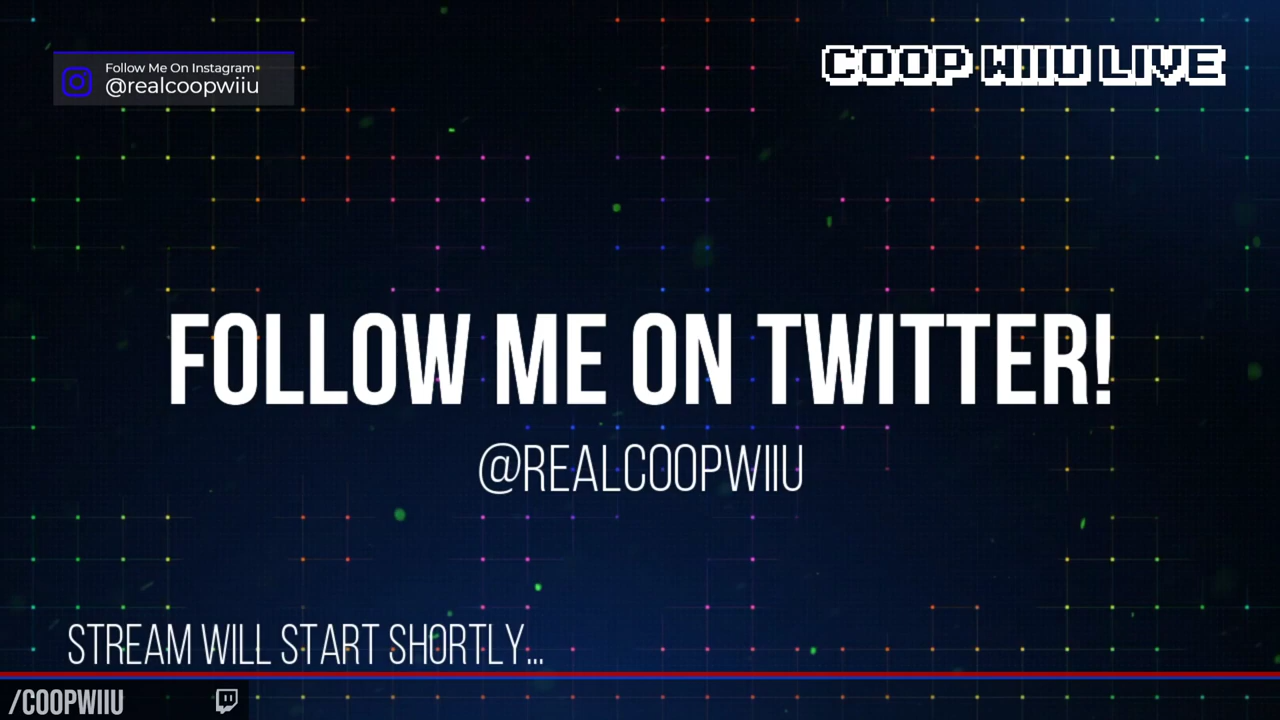 Follow Me On Instagram
@realcoopwiiu
COOP WIIU LIVE
FOLLOW ME ON TWITTER!
@REALCOOPWIIU
STREAM WILL START SHORTLY...
/COOPWIIU